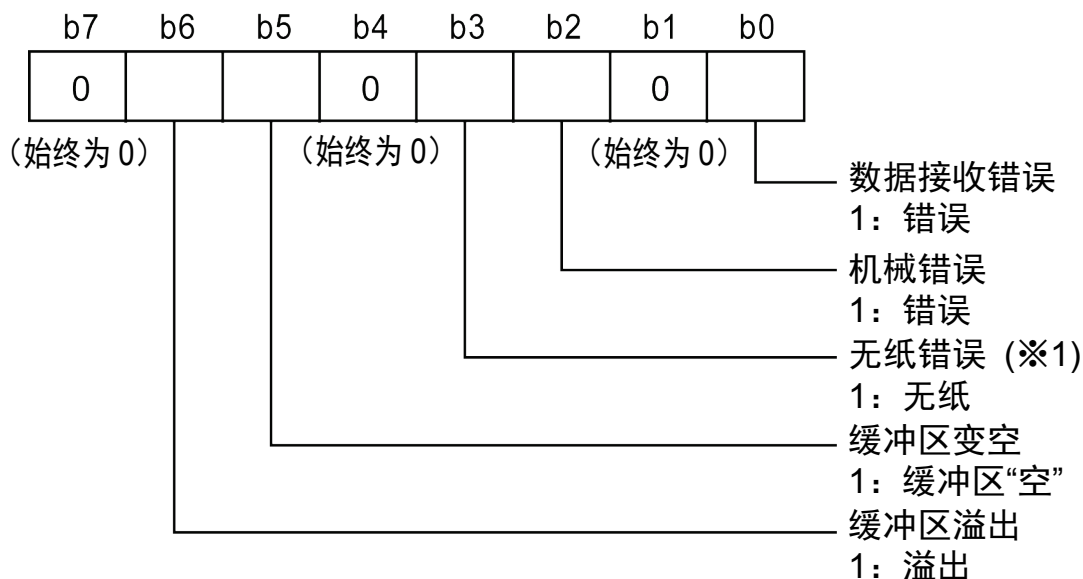 b7 b6 b5 b4 b3 b2 b1 b0
0 0 0
（始终为 0） （始终为 0） （始终为 0）
数据接收错误
1：错误
机械错误
1：错误
无纸错误 (※1)
1：无纸
缓冲区变空
1：缓冲区“空”
缓冲区溢出
1：溢出